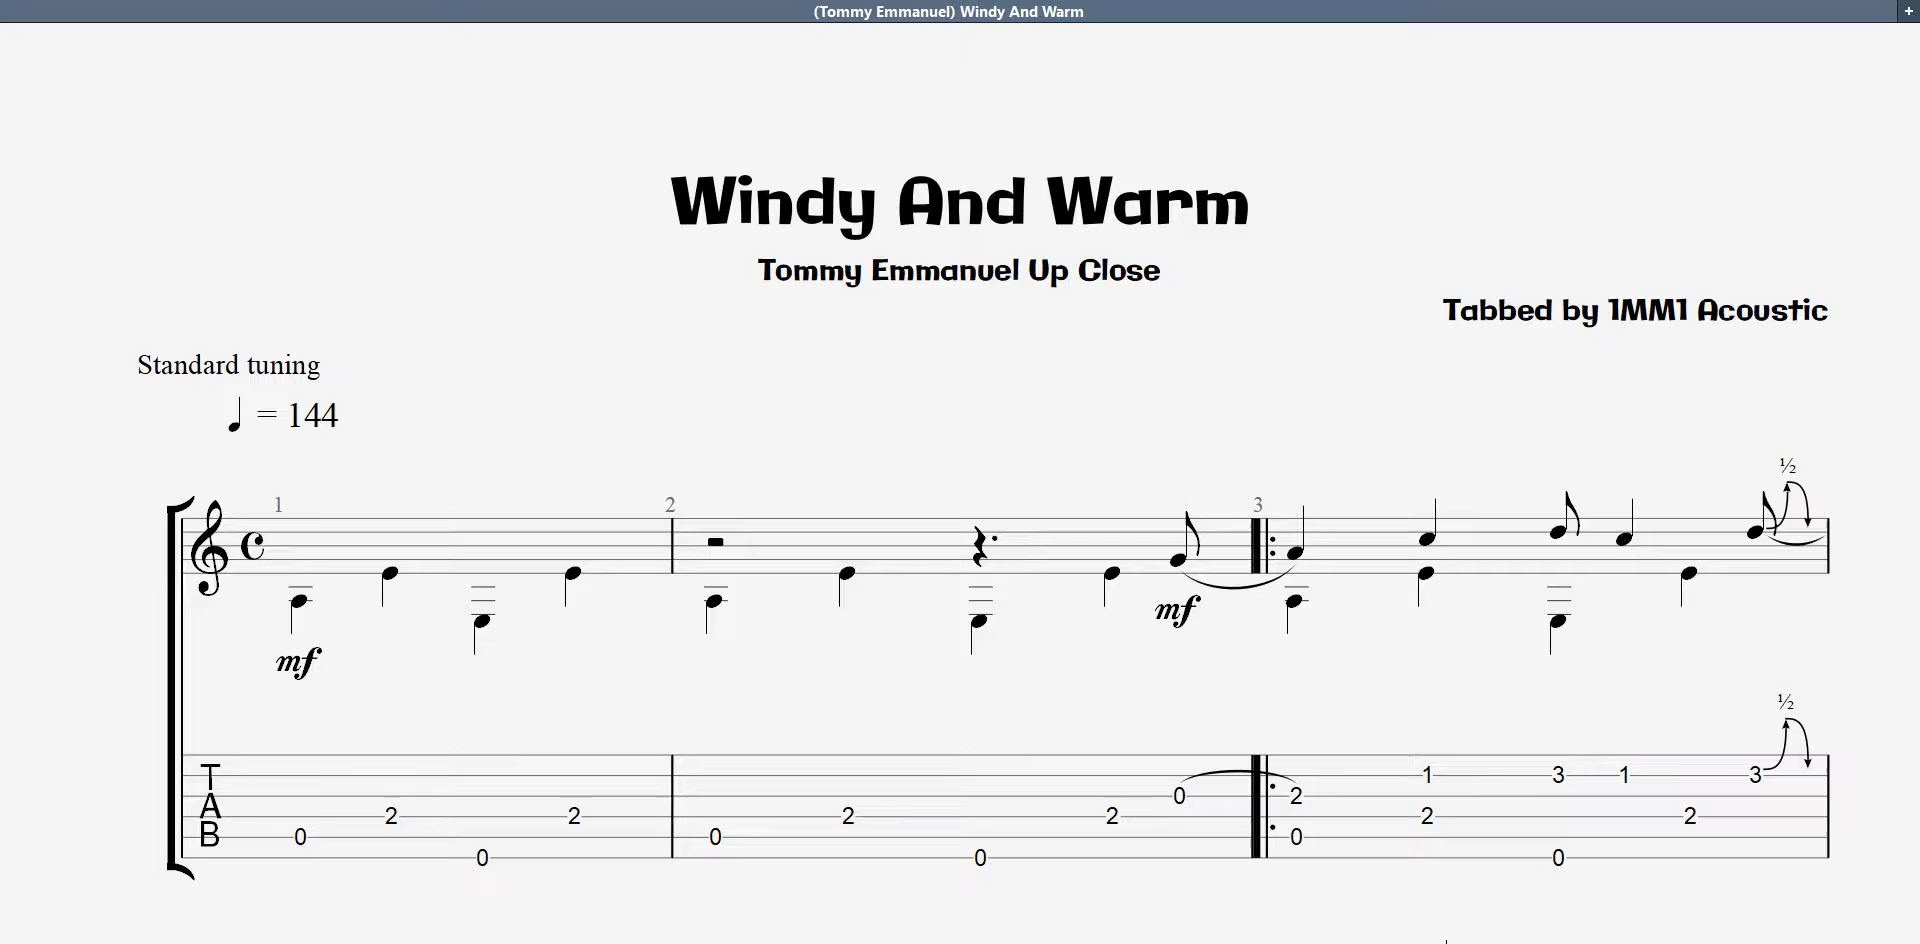 (Tommy Emmanuel) Windy And Warm +
Windy And Warm
Tommy Emmanuel Up Close
Tabbed by 1MM1 Acoustic
Standard tuning
= 144
½
1 2 3
mf
mf
½
T
A
B
1 3 1 3
0 2
2 2 2 2 2 2
0 0 0
0 0 0